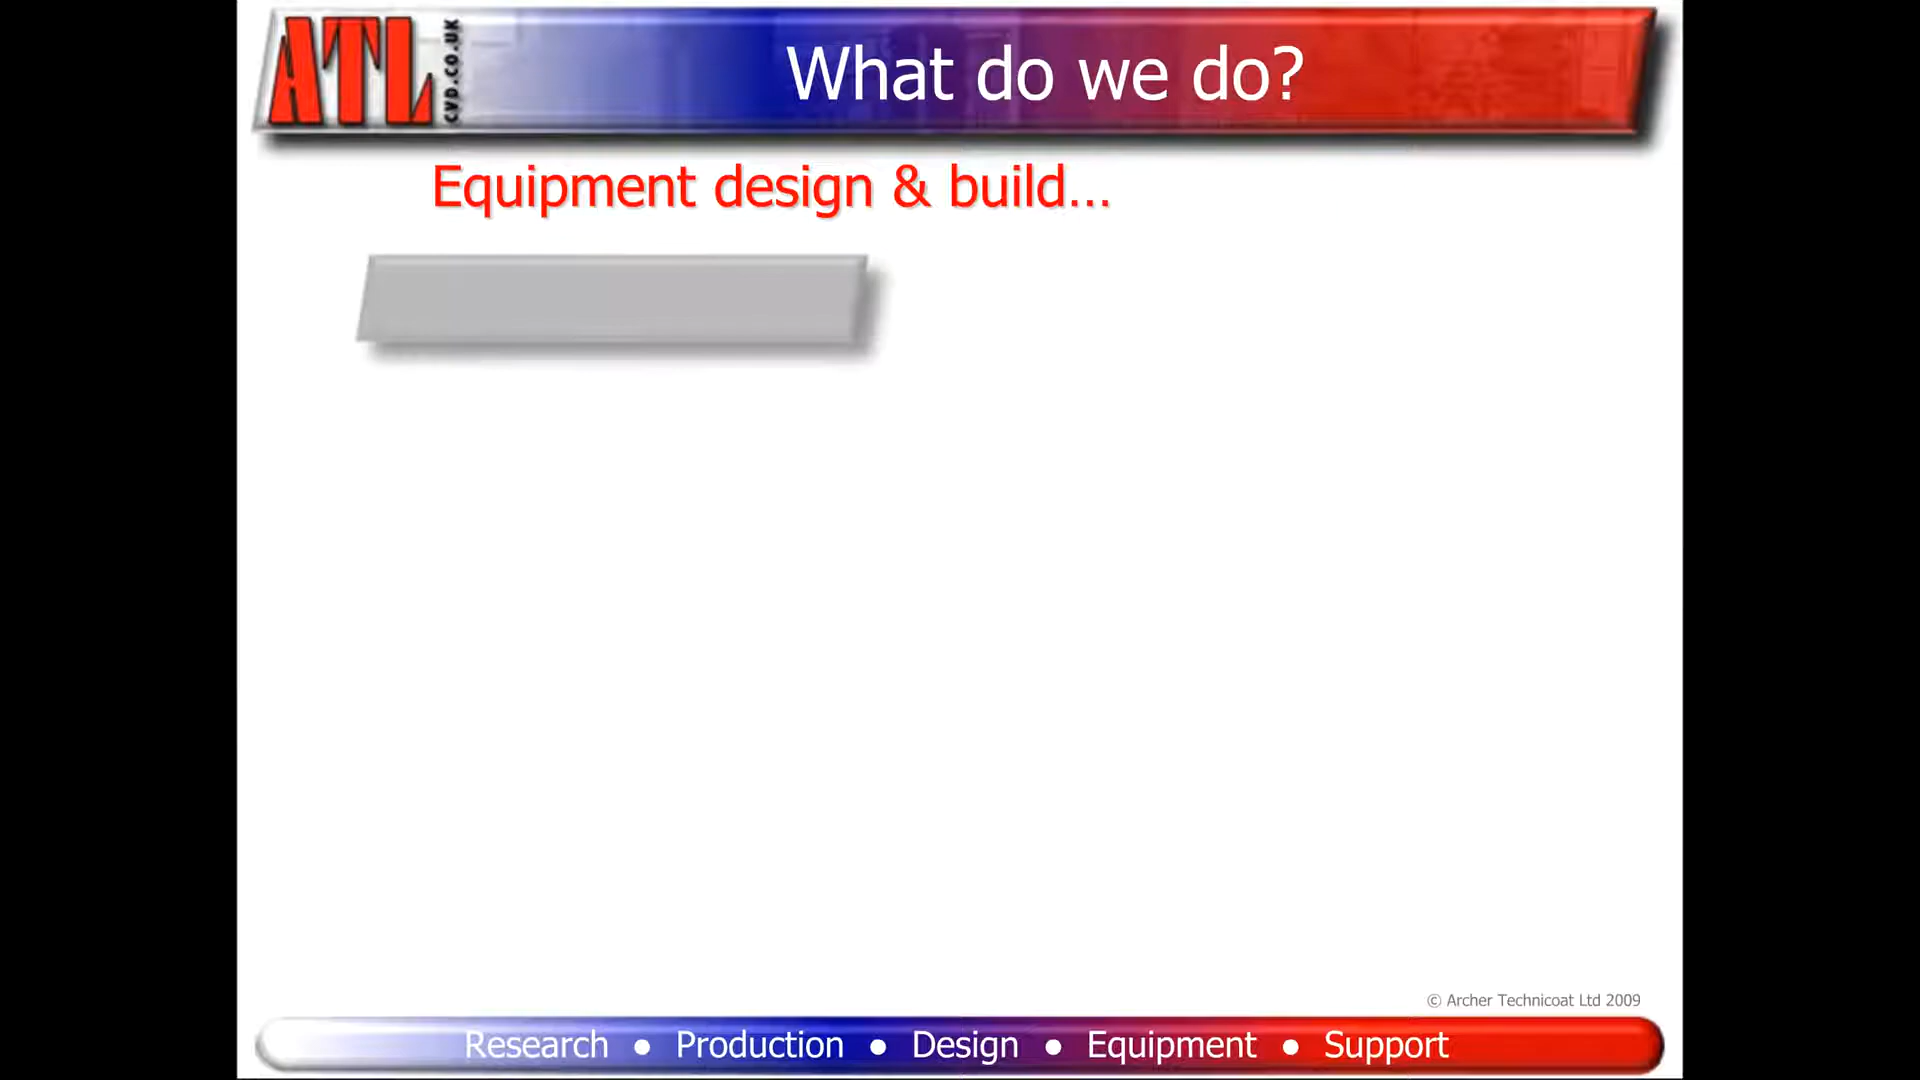 ATL
CVD.CO.UK
What do we do?
Equipment design & build...
© Archer Technicoat Ltd 2009
Research ● Production ● Design ● Equipment ● Support